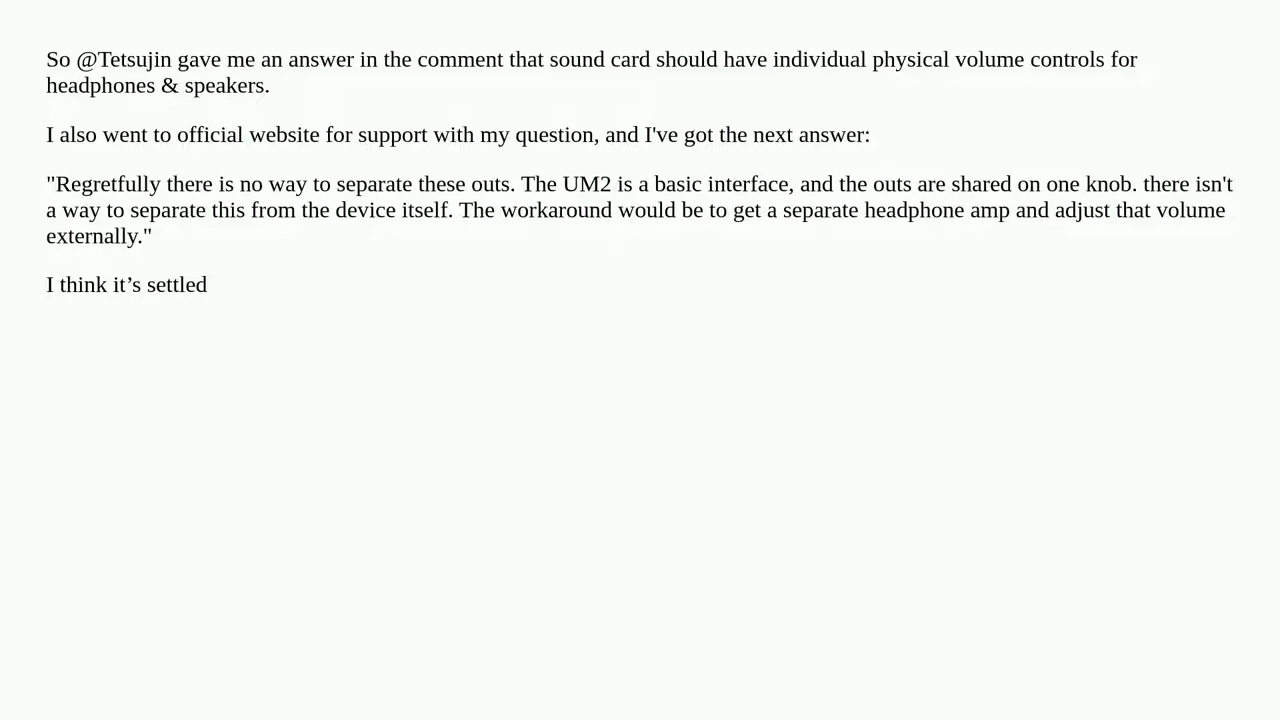 So @Tetsujin gave me an answer in the comment that sound card should have individual physical volume controls for
headphones & speakers.
I also went to official website for support with my question, and I've got the next answer:
"Regretfully there is no way to separate these outs. The UM2 is a basic interface, and the outs are shared on one knob. there isn't
a way to separate this from the device itself. The workaround would be to get a separate headphone amp and adjust that volume
externally."
I think it’s settled